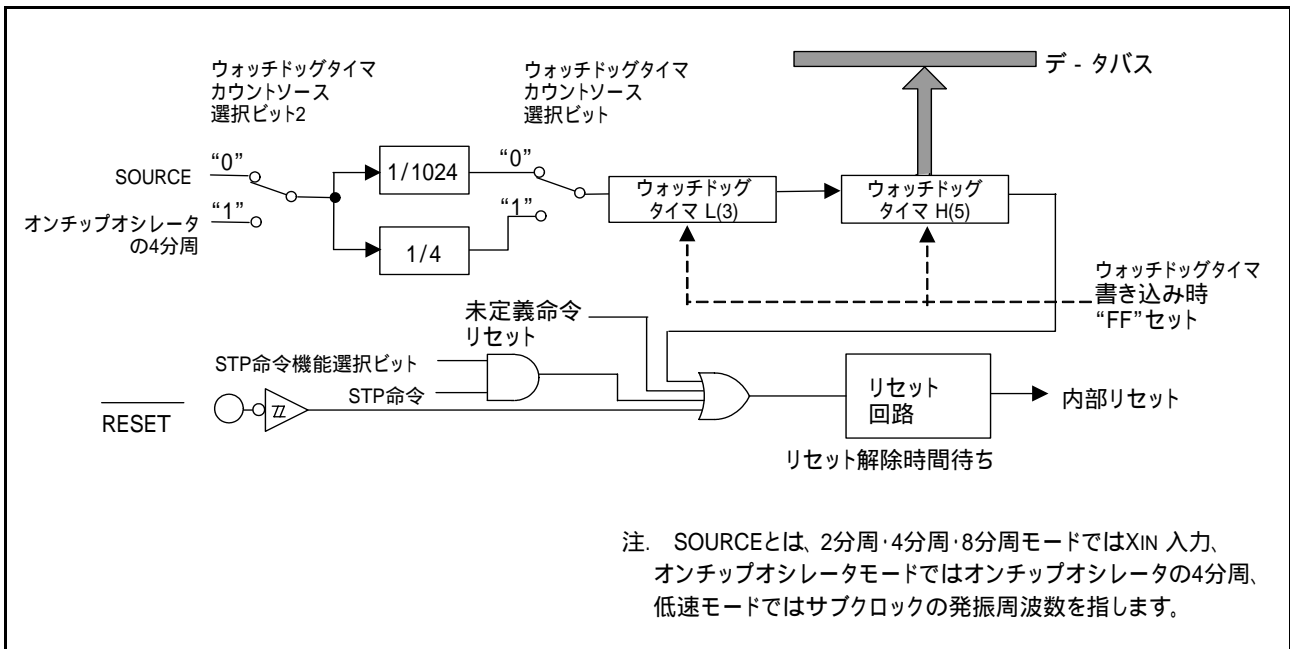 ウォッチドッグタイマ
カウントソース
選択ビット2
ウォッチドッグタイマ
カウントソース
選択ビット
デ - タバス
SOURCE
“0”
“1”
オンチップオシレータ
の4分周
1/1024
1/4
“0”
“1”
ウォッチドッグ
タイマ L(3)
ウォッチドッグ
タイマ H(5)
ウォッチドッグタイマ
書き込み時
“FF”セット
未定義命令
リセット
STP命令機能選択ビット
STP命令
RESET
リセット
回路
内部リセット
リセット解除時間待ち
注. SOURCEとは、2分周·4分周·8分周モードではXIN 入力、
オンチップオシレータモードではオンチップオシレータの4分周、
低速モードではサブクロックの発振周波数を指します。